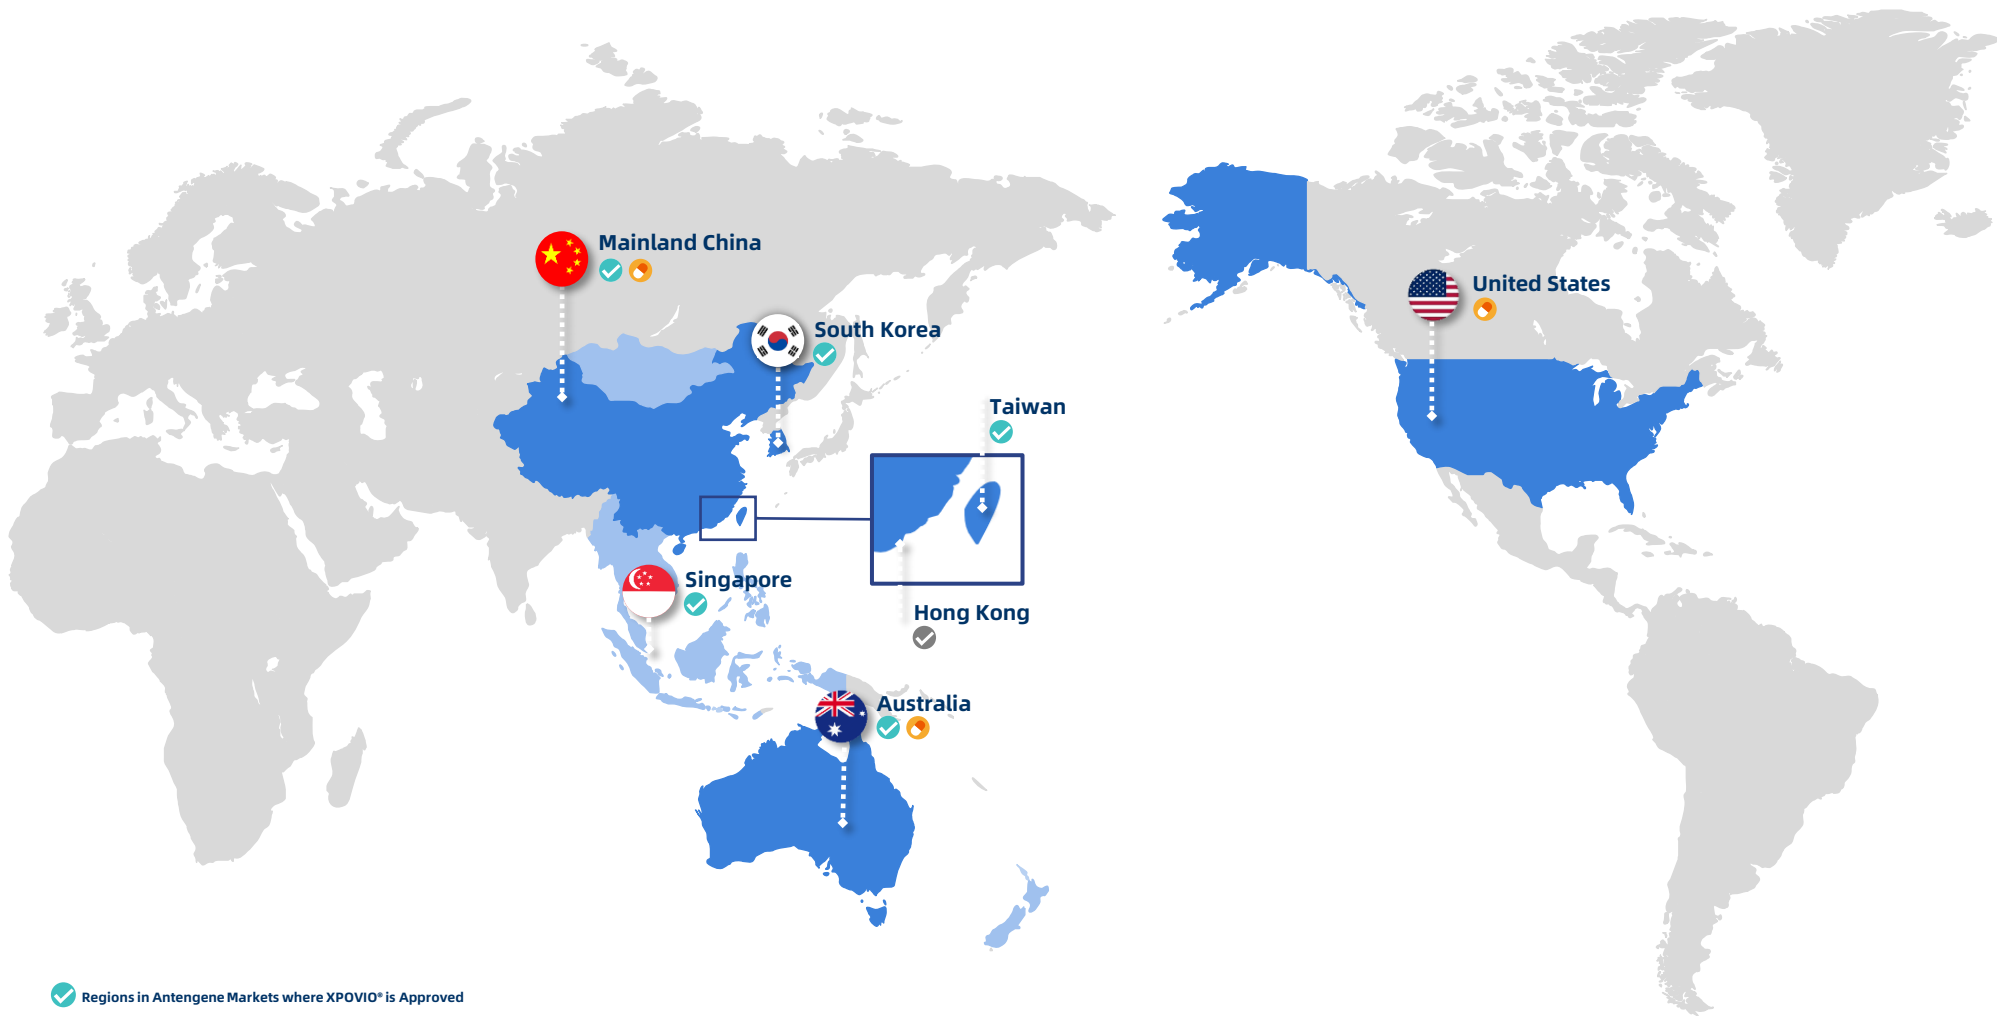 Mainland China
United States
South Korea
Taiwan
Singapore
Hong Kong
Australia
Regions in Antengene Markets where XPOVIO® is Approved